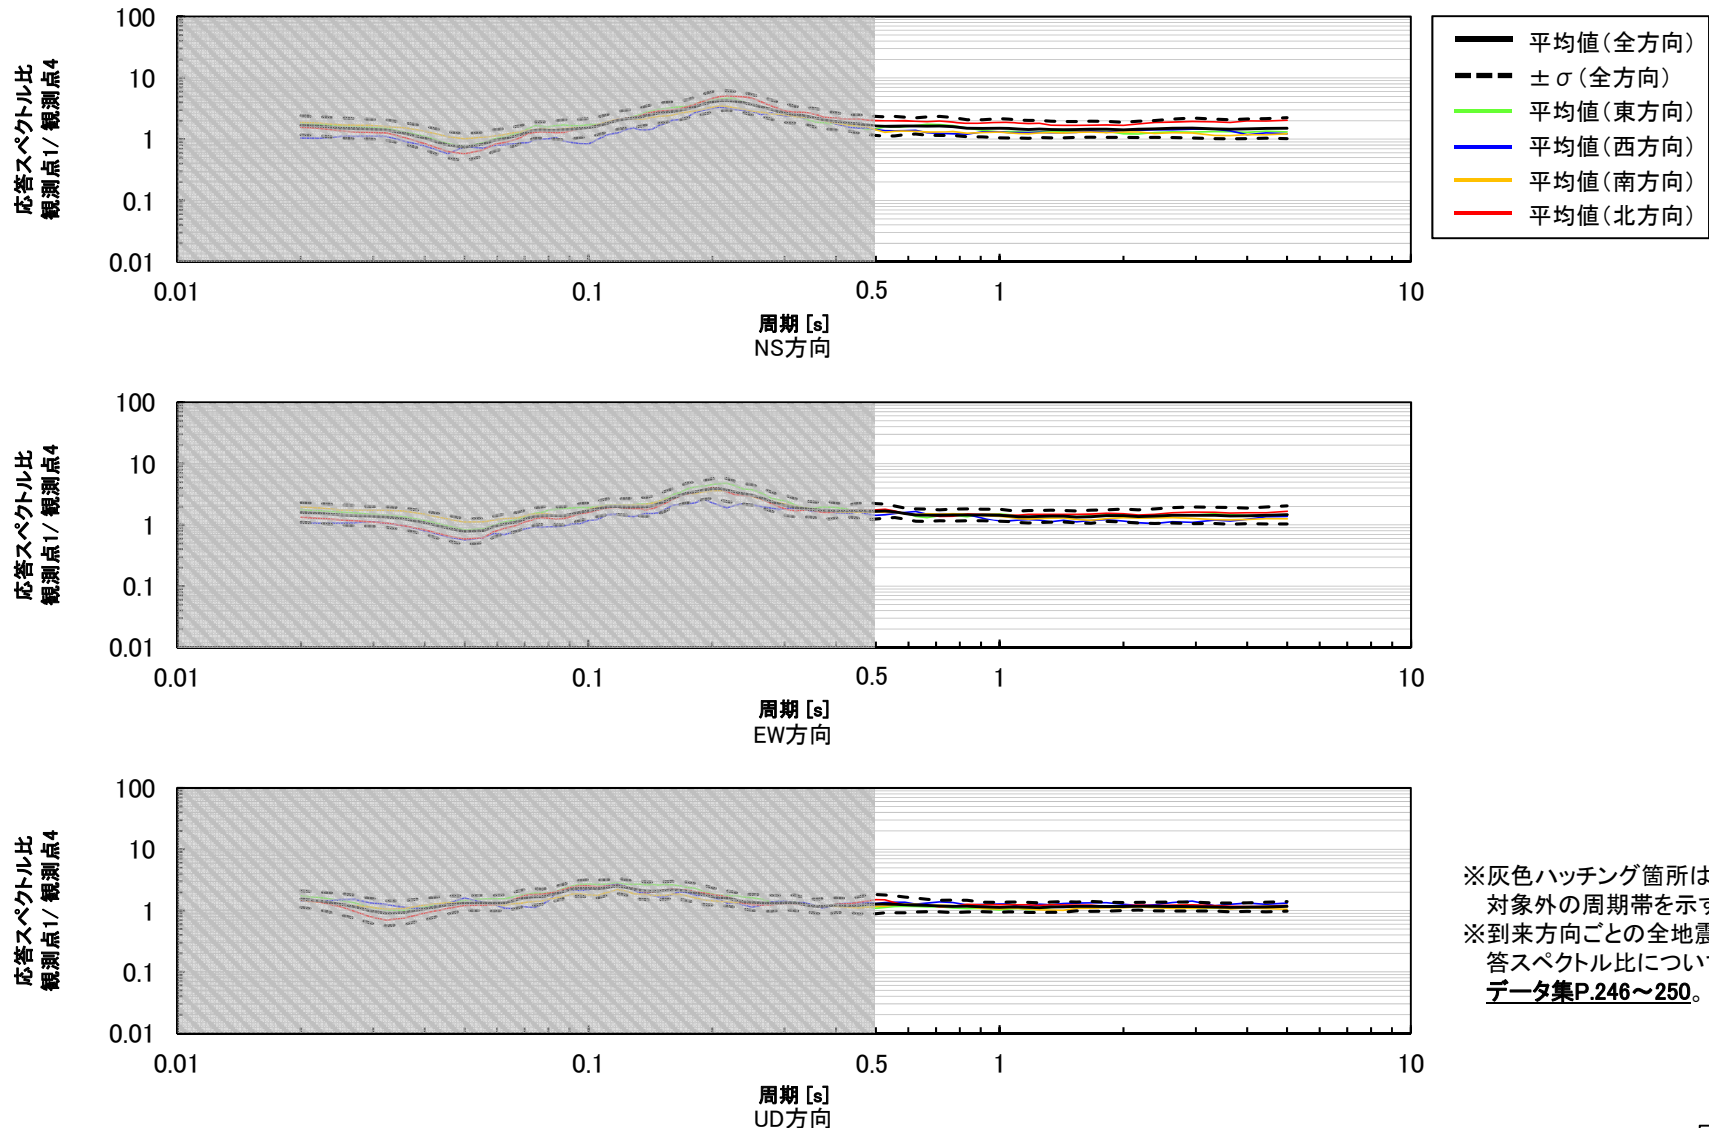 100
10
1
0.1
0.01
応答スペクトル比
観測点1/ 観測点4
0.01
0.1
0.5
1
10
周期 [s]
NS方向
平均値(全方向)
±σ(全方向)
平均値(東方向)
平均値(西方向)
平均値(南方向)
平均値(北方向)
100
10
1
0.1
0.01
応答スペクトル比
観測点1/ 観測点4
0.01
0.1
0.5
1
10
周期 [s]
EW方向
100
10
1
0.1
0.01
応答スペクトル比
観測点1/ 観測点4
0.01
0.1
0.5
1
10
周期 [s]
UD方向
※灰色ハッチング箇所は
対象外の周期帯を示す
※到来方向ごとの全地震
答スペクトル比につい
データ集P.246~250。